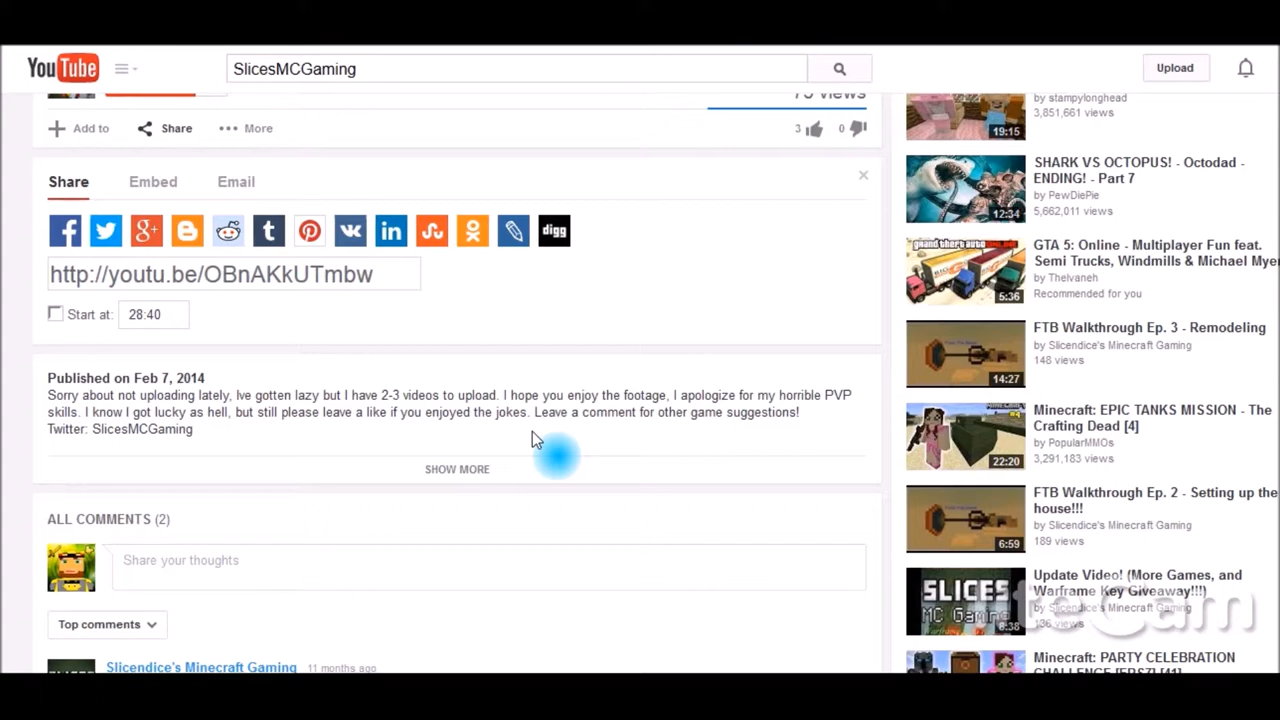 YouTube
SlicesMCGaming
Upload
75 views
Add to
Share
More
3
0
Share
Embed
Email
digg
http://youtu.be/OBnAKkUTmbw
Start at:
28:40
Published on Feb 7, 2014
Sorry about not uploading lately, Ive gotten lazy but I have 2-3 videos to upload. I hope you enjoy the footage, I apologize for my horrible PVP
skills. I know I got lucky as hell, but still please leave a like if you enjoyed the jokes. Leave a comment for other game suggestions!
Twitter: SlicesMCGaming
SHOW MORE
ALL COMMENTS (2)
Share your thoughts
Top comments
Slicendice's Minecraft Gaming
11 months ago
by stampylonghead
3,851,661 views
19:15
SHARK VS OCTOPUS! - Octodad -
ENDING! - Part 7
by PewDiePie
5,662,011 views
12:34
GTA 5: Online - Multiplayer Fun feat.
Semi Trucks, Windmills & Michael Mye
by Thelvaneh
Recommended for you
5:36
FTB Walkthrough Ep. 3 - Remodeling
by Slicendice's Minecraft Gaming
148 views
14:27
Minecraft: EPIC TANKS MISSION - The
Crafting Dead [4]
by PopularMMOs
3,291,183 views
22:20
FTB Walkthrough Ep. 2 - Setting up the
house!!!
by Slicendice's Minecraft Gaming
189 views
6:59
Update Video! (More Games, and
Warframe Key Giveaway!!!)
by Slicendice's Minecraft Gaming
136 views
SLICES
MC Gaming
8:38
Minecraft: PARTY CELEBRATION